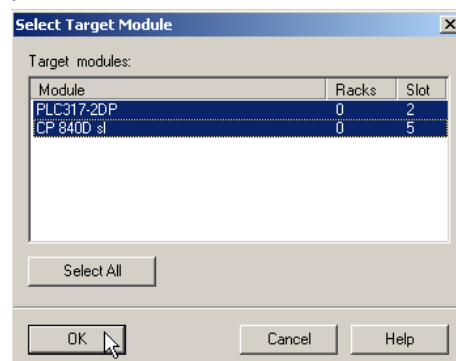 Select Target Module
Target modules:
Module Racks Slot
PLC317-2DP 0 2
CP 840D sl 0 5
Select All
OK Cancel Help